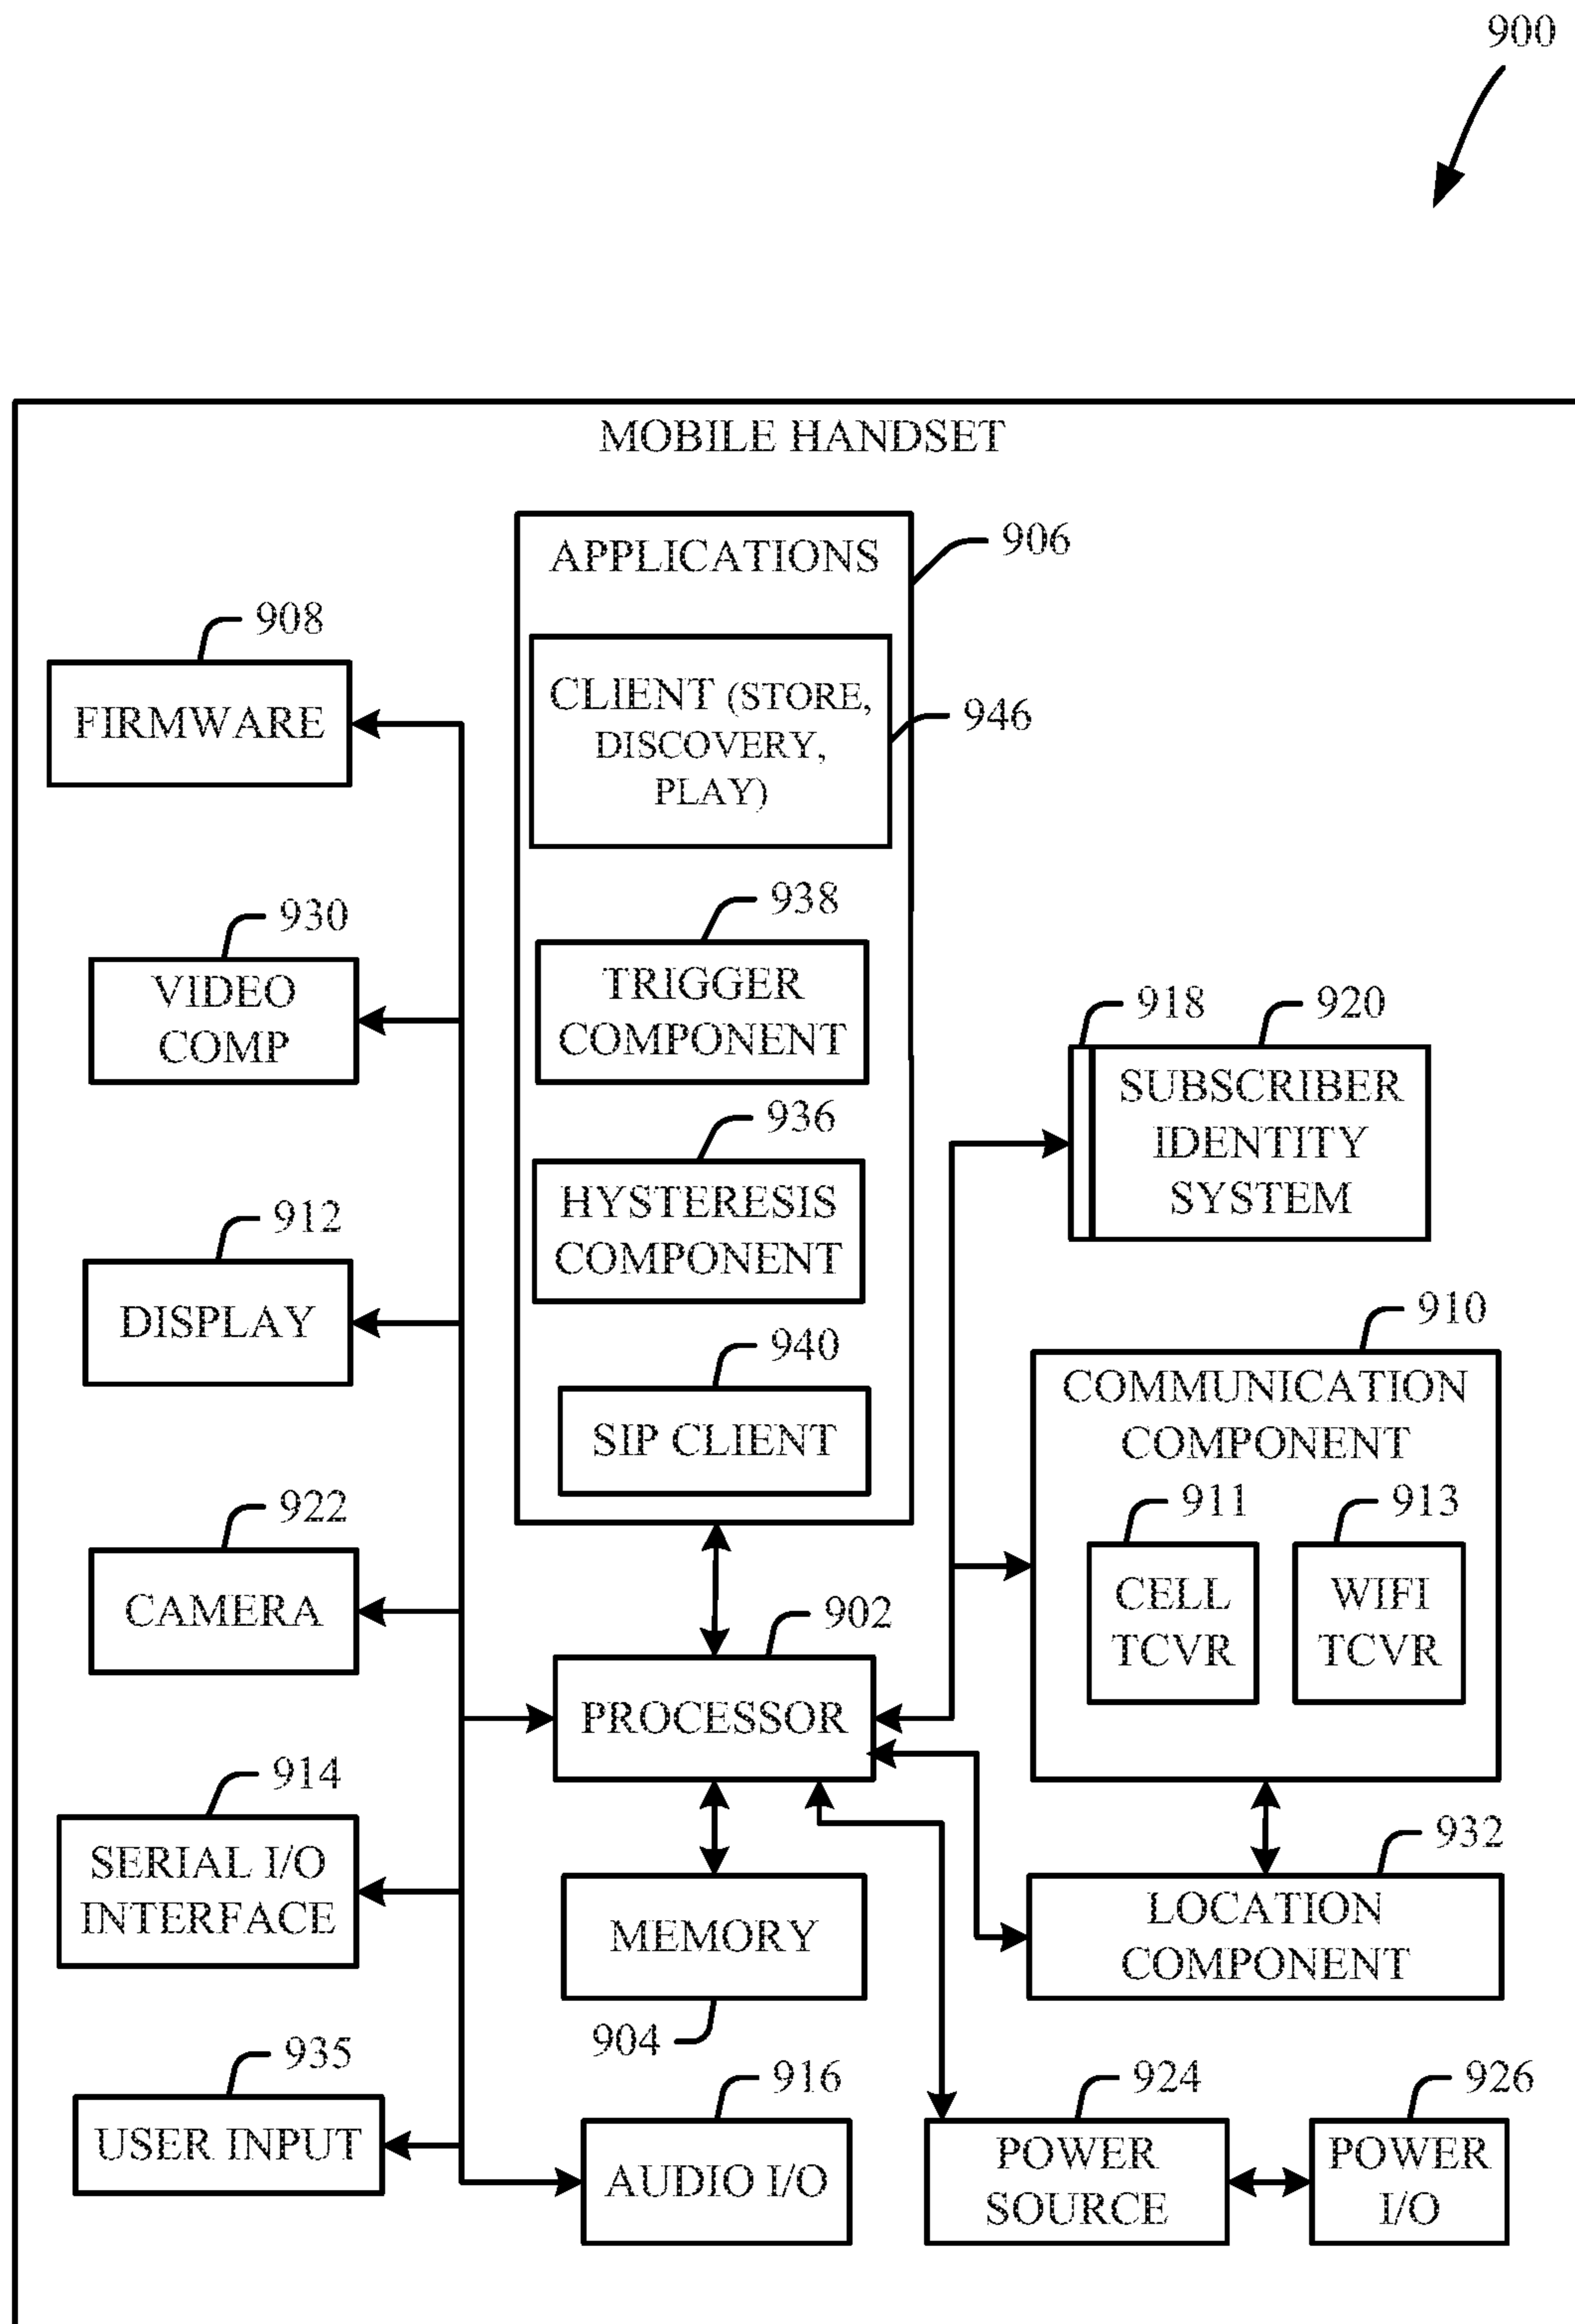 900
MOBILE HANDSET
APPLICATIONS
906
CLIENT (STORE,
DISCOVERY,
PLAY)
946
908
FIRMWARE
938
TRIGGER
COMPONENT
930
VIDEO
COMP
936
HYSTERESIS
COMPONENT
918
920
SUBSCRIBER
IDENTITY
SYSTEM
912
DISPLAY
940
SIP CLIENT
910
COMMUNICATION
COMPONENT
911
CELL
TCVR
913
WIFI
TCVR
922
CAMERA
902
PROCESSOR
914
SERIAL I/O
INTERFACE
MEMORY
904
932
LOCATION
COMPONENT
935
USER INPUT
916
AUDIO I/O
924
POWER
SOURCE
926
POWER
I/O